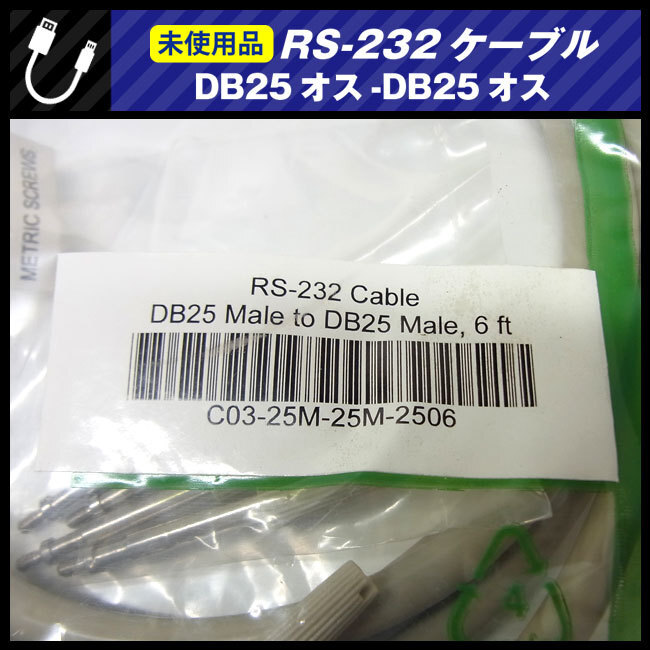 未使用品 RS-232 ケーブル
DB25 オス -DB25 オス
METRIC SCREWS
RS-232 Cable
DB25 Male to DB25 Male, 6 ft
C03-25M-25M-2506
4